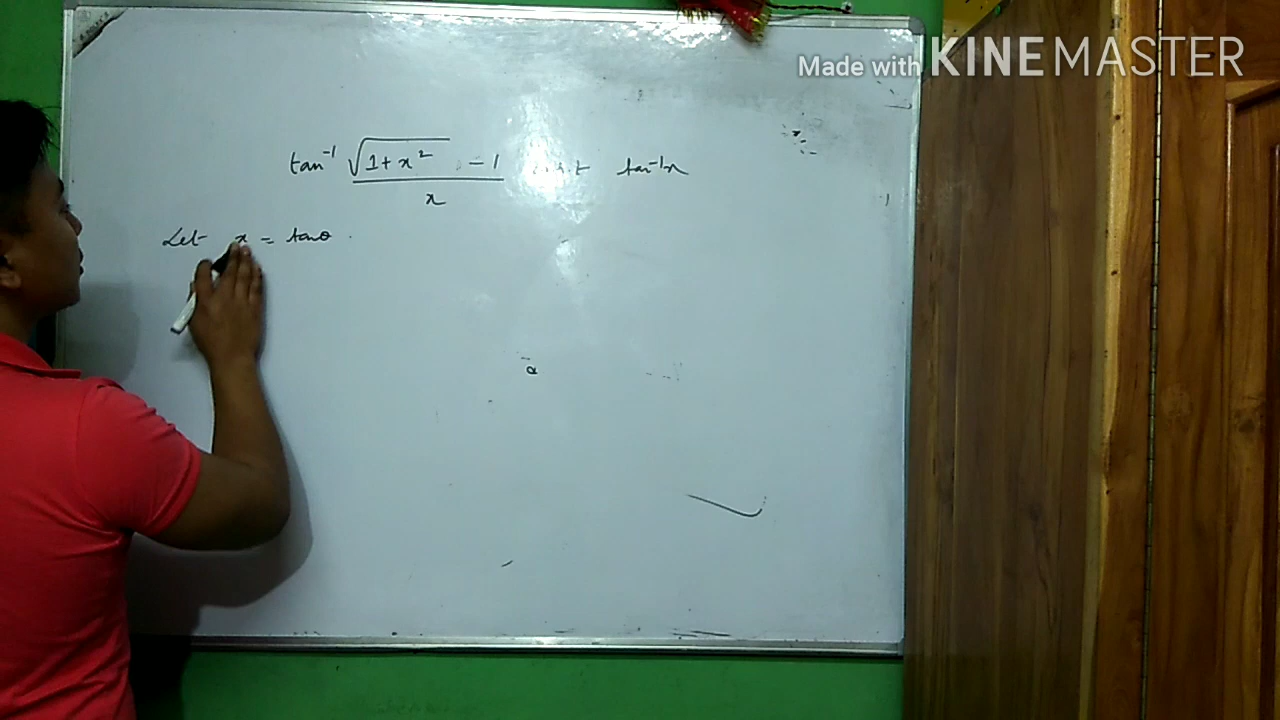 Made with KINEMASTER
tan⁻¹ √(1+x²) -1 / x w.r.t tan⁻¹x
Let x = tanθ